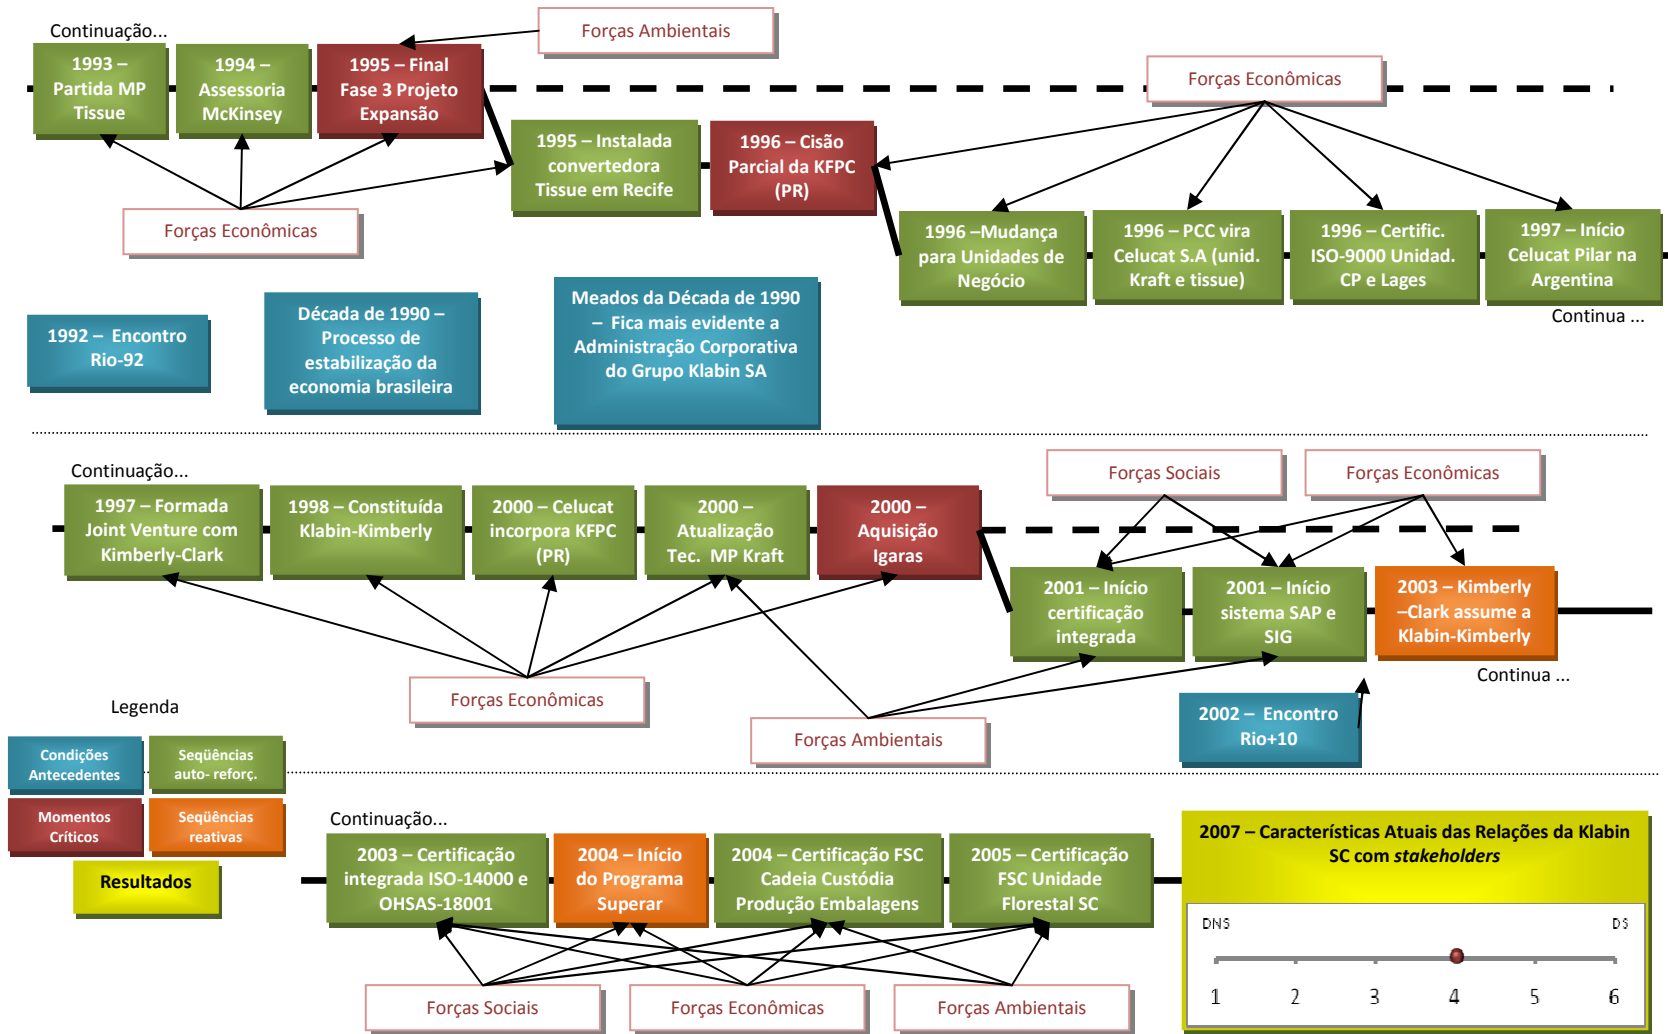 Continuação...
Forças Ambientais
1993 –
Partida MP
Tissue
1994 –
Assessoria
McKinsey
1995 – Final
Fase 3 Projeto
Expansão
Forças Econômicas
1995 – Instalada
convertedora
Tissue em Recife
1996 – Cisão
Parcial da KFPC
(PR)
Forças Econômicas
1996 –Mudança
para Unidades de
Negócio
1996 – PCC vira
Celucat S.A (unid.
Kraft e tissue)
1996 – Certific.
ISO-9000 Unidad.
CP e Lages
1997 – Início
Celucat Pilar na
Argentina
Continua ...
1992 – Encontro
Rio-92
Década de 1990 –
Processo de
estabilização da
economia brasileira
Meados da Década de 1990
– Fica mais evidente a
Administração Corporativa
do Grupo Klabin SA
Continuação...
Forças Sociais
Forças Econômicas
1997 – Formada
Joint Venture com
Kimberly-Clark
1998 – Constituída
Klabin-Kimberly
2000 – Celucat
incorpora KFPC
(PR)
2000 –
Atualização
Tec. MP Kraft
2000 –
Aquisição
Igaras
2001 – Início
certificação
integrada
2001 – Início
sistema SAP e
SIG
2003 – Kimberly
–Clark assume a
Klabin-Kimberly
Continua ...
Forças Econômicas
Forças Ambientais
2002 – Encontro
Rio+10
Legenda
Condições
Antecedentes
Seqüências
auto- reforç.
Momentos
Críticos
Seqüências
reativas
Resultados
Continuação...
2003 – Certificação
integrada ISO-14000 e
OHSAS-18001
2004 – Início
do Programa
Superar
2004 – Certificação FSC
Cadeia Custódia
Produção Embalagens
2005 – Certificação
FSC Unidade
Florestal SC
2007 – Características Atuais das Relações da Klabin
SC com stakeholders
DNS
DS
1 2 3 4 5 6
Forças Sociais
Forças Econômicas
Forças Ambientais